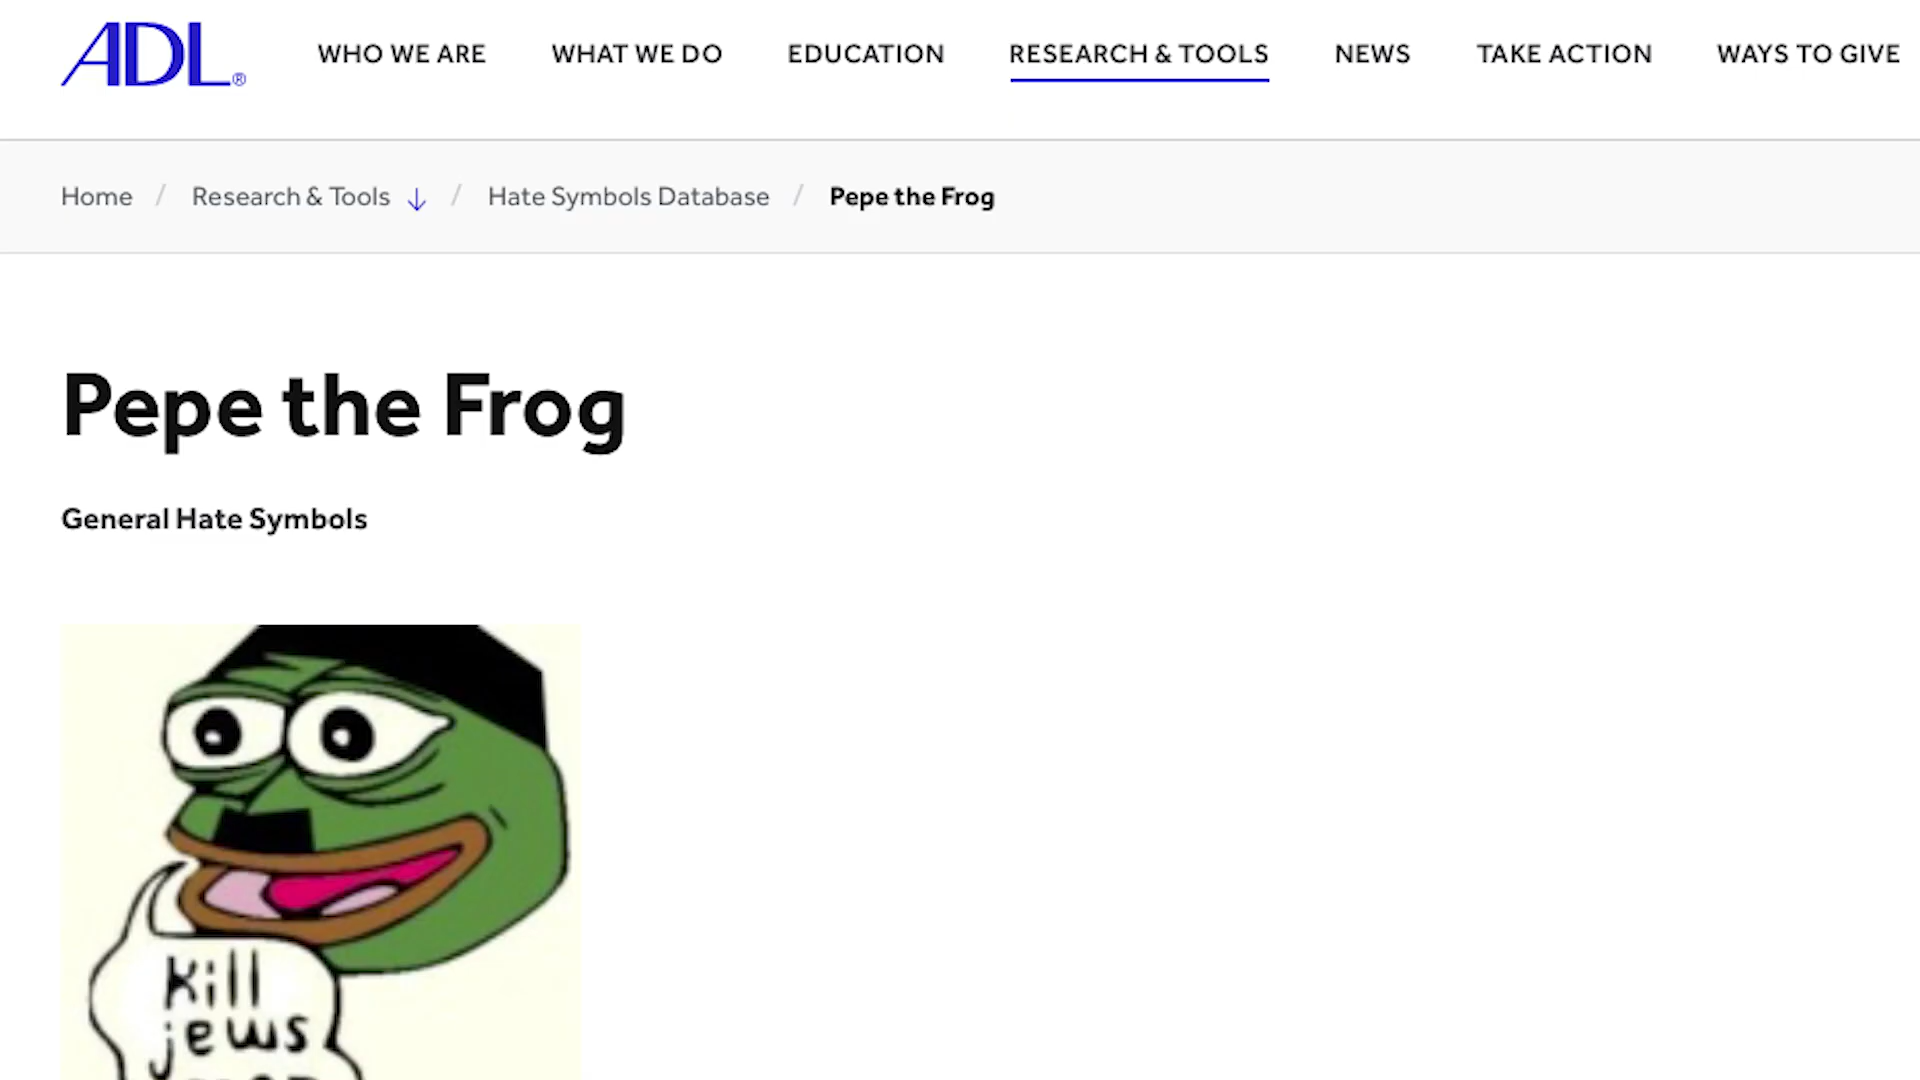 ADL®
WHO WE ARE WHAT WE DO EDUCATION RESEARCH & TOOLS NEWS TAKE ACTION WAYS TO GIVE
Home / Research & Tools ↓ / Hate Symbols Database / Pepe the Frog
Pepe the Frog
General Hate Symbols
Kill
jews